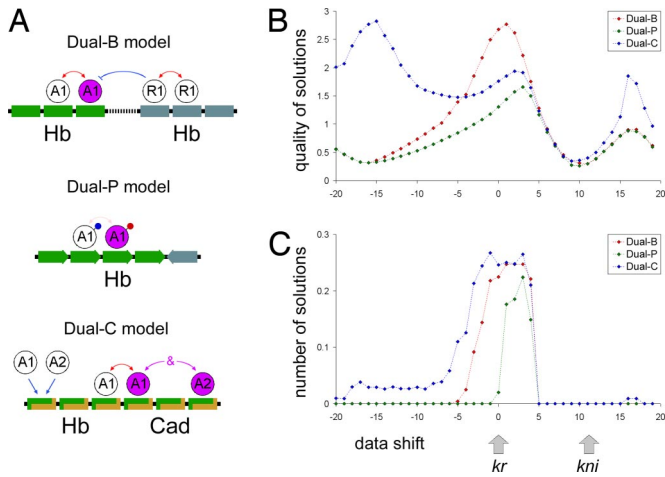 A
Dual-B model
A1 A1 R1 R1
Hb Hb
Dual-P model
A1 A1
Hb
Dual-C model
&
A1 A2 A1 A1 A2
Hb Cad
B
quality of solutions
3
2.5
2
1.5
1
0.5
0
-20 -15 -10 -5 0 5 10 15 20
Dual-B
Dual-P
Dual-C
C
number of solutions
0.3
0.2
0.1
0
-20 -15 -10 -5 0 5 10 15 20
Dual-B
Dual-P
Dual-C
data shift
kr kni